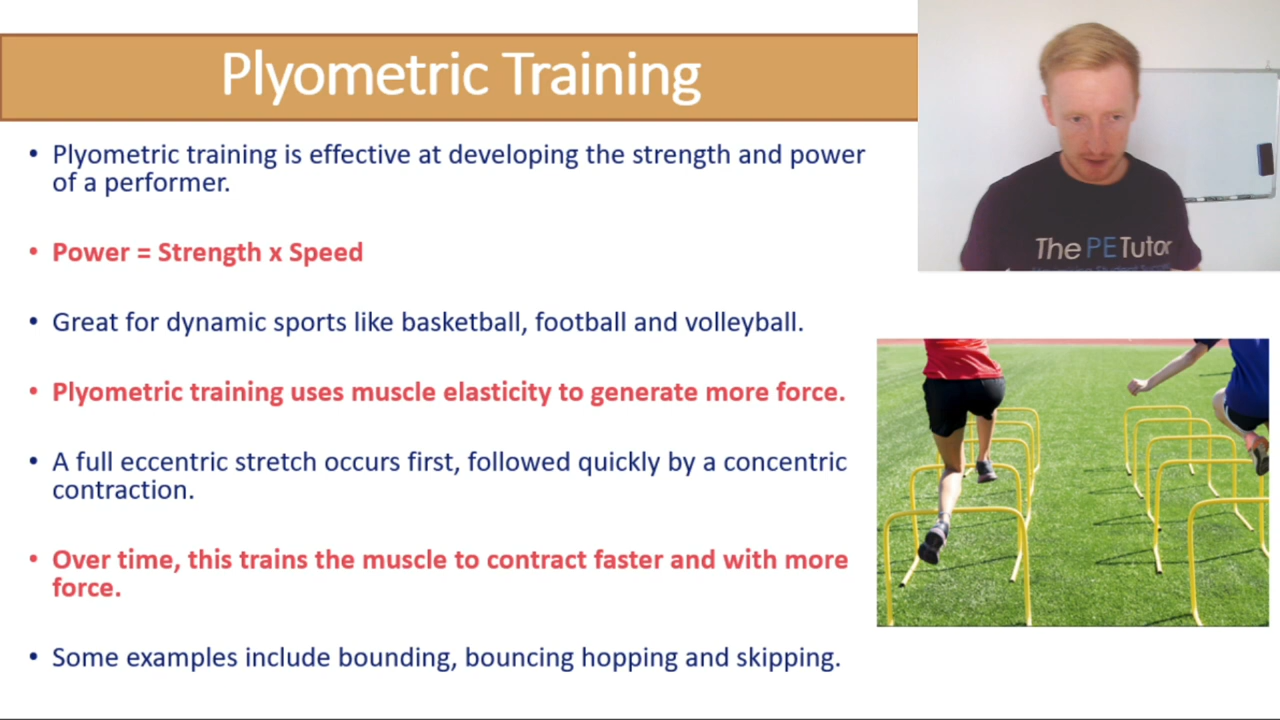 Plyometric Training
• Plyometric training is effective at developing the strength and power
of a performer.
• Power = Strength x Speed
• Great for dynamic sports like basketball, football and volleyball.
• Plyometric training uses muscle elasticity to generate more force.
• A full eccentric stretch occurs first, followed quickly by a concentric
contraction.
• Over time, this trains the muscle to contract faster and with more
force.
• Some examples include bounding, bouncing hopping and skipping.
The PE Tutor